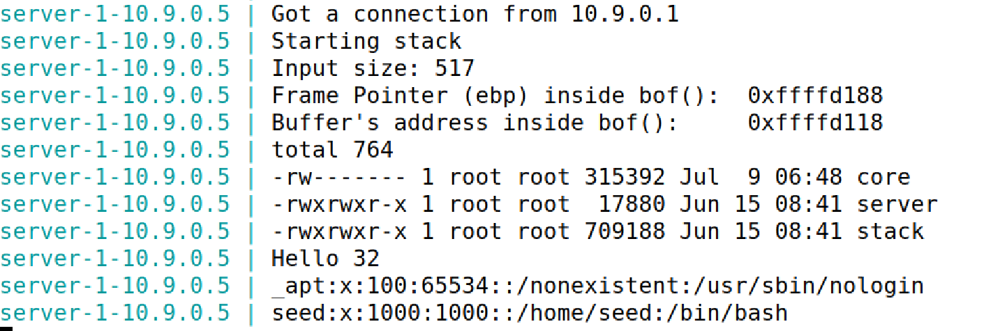 server-1-10.9.0.5 | Got a connection from 10.9.0.1
server-1-10.9.0.5 | Starting stack
server-1-10.9.0.5 | Input size: 517
server-1-10.9.0.5 | Frame Pointer (ebp) inside bof():  0xffffd188
server-1-10.9.0.5 | Buffer's address inside bof():     0xffffd118
server-1-10.9.0.5 | total 764
server-1-10.9.0.5 | -rw------- 1 root root 315392 Jul  9 06:48 core
server-1-10.9.0.5 | -rwxrwxr-x 1 root root  17880 Jun 15 08:41 server
server-1-10.9.0.5 | -rwxrwxr-x 1 root root 709188 Jun 15 08:41 stack
server-1-10.9.0.5 | Hello 32
server-1-10.9.0.5 | _apt:x:100:65534::/nonexistent:/usr/sbin/nologin
server-1-10.9.0.5 | seed:x:1000:1000::/home/seed:/bin/bash